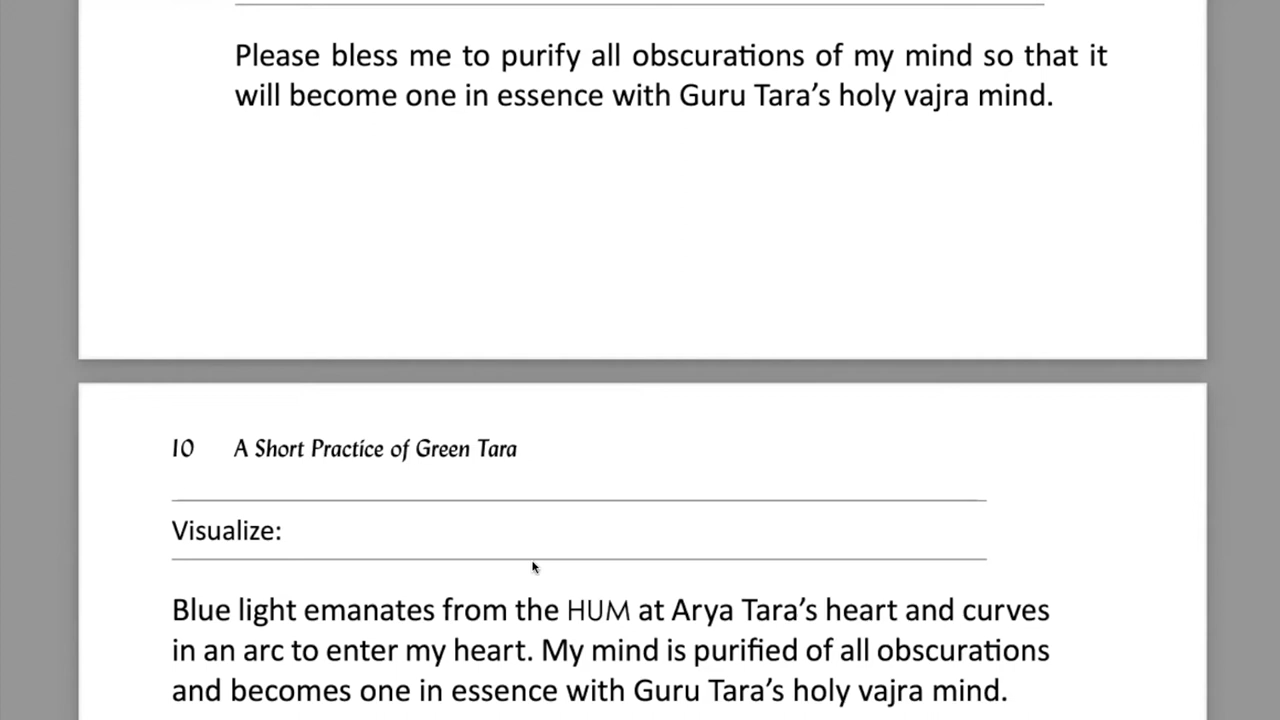 Please bless me to purify all obscurations of my mind so that it
will become one in essence with Guru Tara’s holy vajra mind.
10 A Short Practice of Green Tara
Visualize:
Blue light emanates from the HUM at Arya Tara’s heart and curves
in an arc to enter my heart. My mind is purified of all obscurations
and becomes one in essence with Guru Tara’s holy vajra mind.